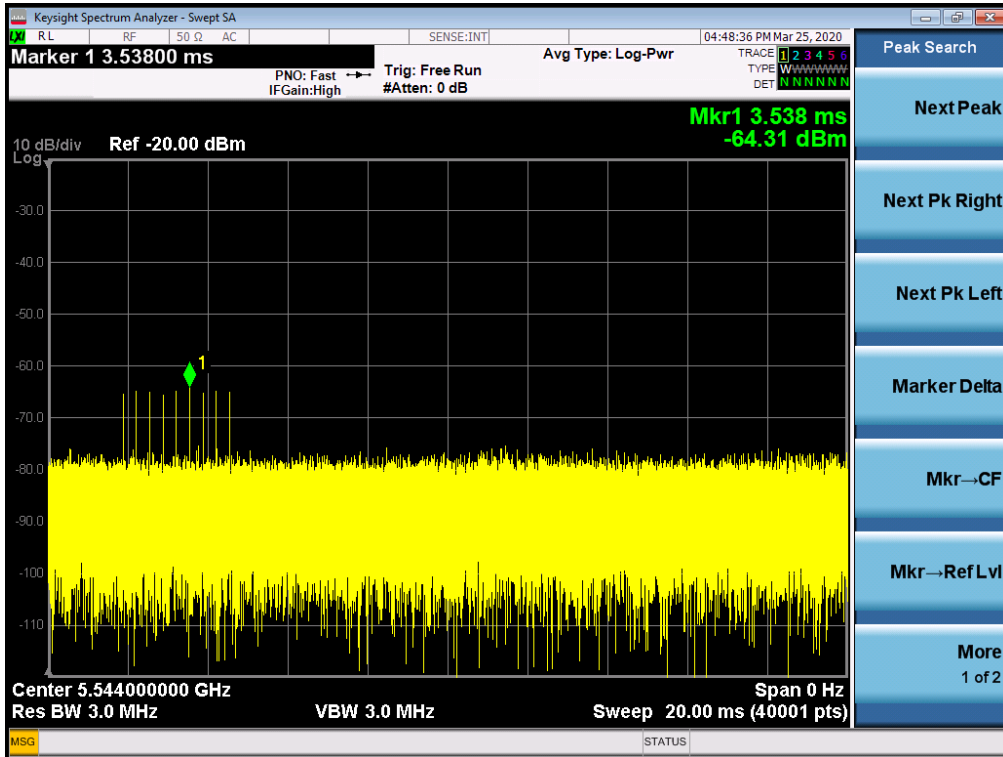 Keysight Spectrum Analyzer - Swept SA
LXI RL RF 50 Ω AC SENSE:INT 04:48:36 PM Mar 25, 2020
Marker 1 3.53800 ms
PNO: Fast
IFGain:High
Trig: Free Run
#Atten: 0 dB
Avg Type: Log-Pwr
TRACE 1 2 3 4 5 6
TYPE WWWWWW
DET N N N N N N
Mkr1 3.538 ms
-64.31 dBm
10 dB/div Ref -20.00 dBm
Log
-30.0
-40.0
-50.0
-60.0
-70.0
-80.0
-90.0
-100
-110
1
Center 5.544000000 GHz Span 0 Hz
Res BW 3.0 MHz VBW 3.0 MHz Sweep 20.00 ms (40001 pts)
MSG STATUS
Peak Search
Next Peak
Next Pk Right
Next Pk Left
Marker Delta
Mkr→CF
Mkr→Ref Lvl
More
1 of 2